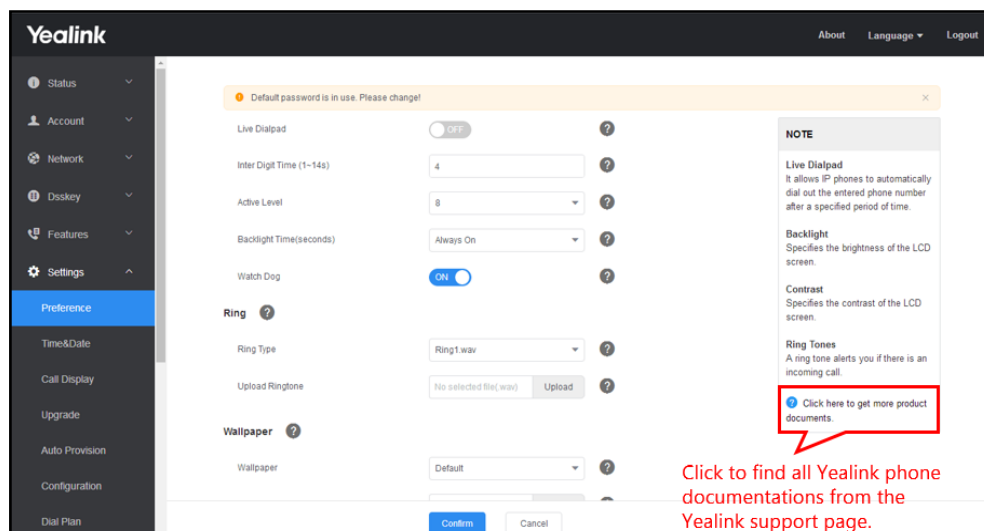 Yealink
About Language Logout
Status
Account
Network
Dsskey
Features
Settings
Preference
Time&Date
Call Display
Upgrade
Auto Provision
Configuration
Dial Plan
Default password is in use. Please change!
Live Dialpad OFF
Inter Digit Time (1~14s) 4
Active Level 8
Backlight Time(seconds) Always On
Watch Dog ON
Ring
Ring Type Ring1.wav
Upload Ringtone No selected file(.wav) Upload
Wallpaper
Wallpaper Default
Confirm Cancel
NOTE
Live Dialpad
It allows IP phones to automatically
dial out the entered phone number
after a specified period of time.
Backlight
Specifies the brightness of the LCD
screen.
Contrast
Specifies the contrast of the LCD
screen.
Ring Tones
A ring tone alerts you if there is an
incoming call.
Click here to get more product
documents.
Click to find all Yealink phone
documentations from the
Yealink support page.